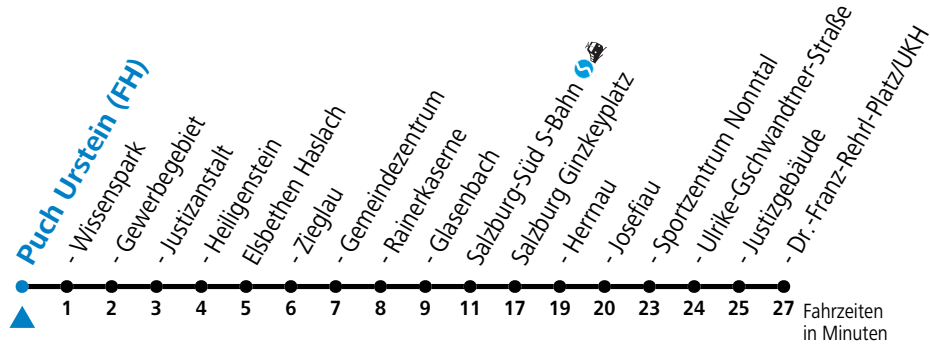 Puch Urstein (FH)
- Wissenspark
- Gewerbegebiet
- Justizanstalt
- Heiligenstein
Elsbethen Haslach
- Zieglau
- Gemeindezentrum
- Rainerkaserne
- Glasenbach
Salzburg-Süd S-Bahn
Salzburg Ginzkeyplatz
- Herrnau
- Josefiau
- Sportzentrum Nonntal
- Ulrike-Gschwandtner-Straße
- Justizgebäude
- Dr.-Franz-Rehrl-Platz/UKH
1 2 3 4 5 6 7 8 9 11 17 19 20 23 24 25 27 Fahrzeiten
in Minuten